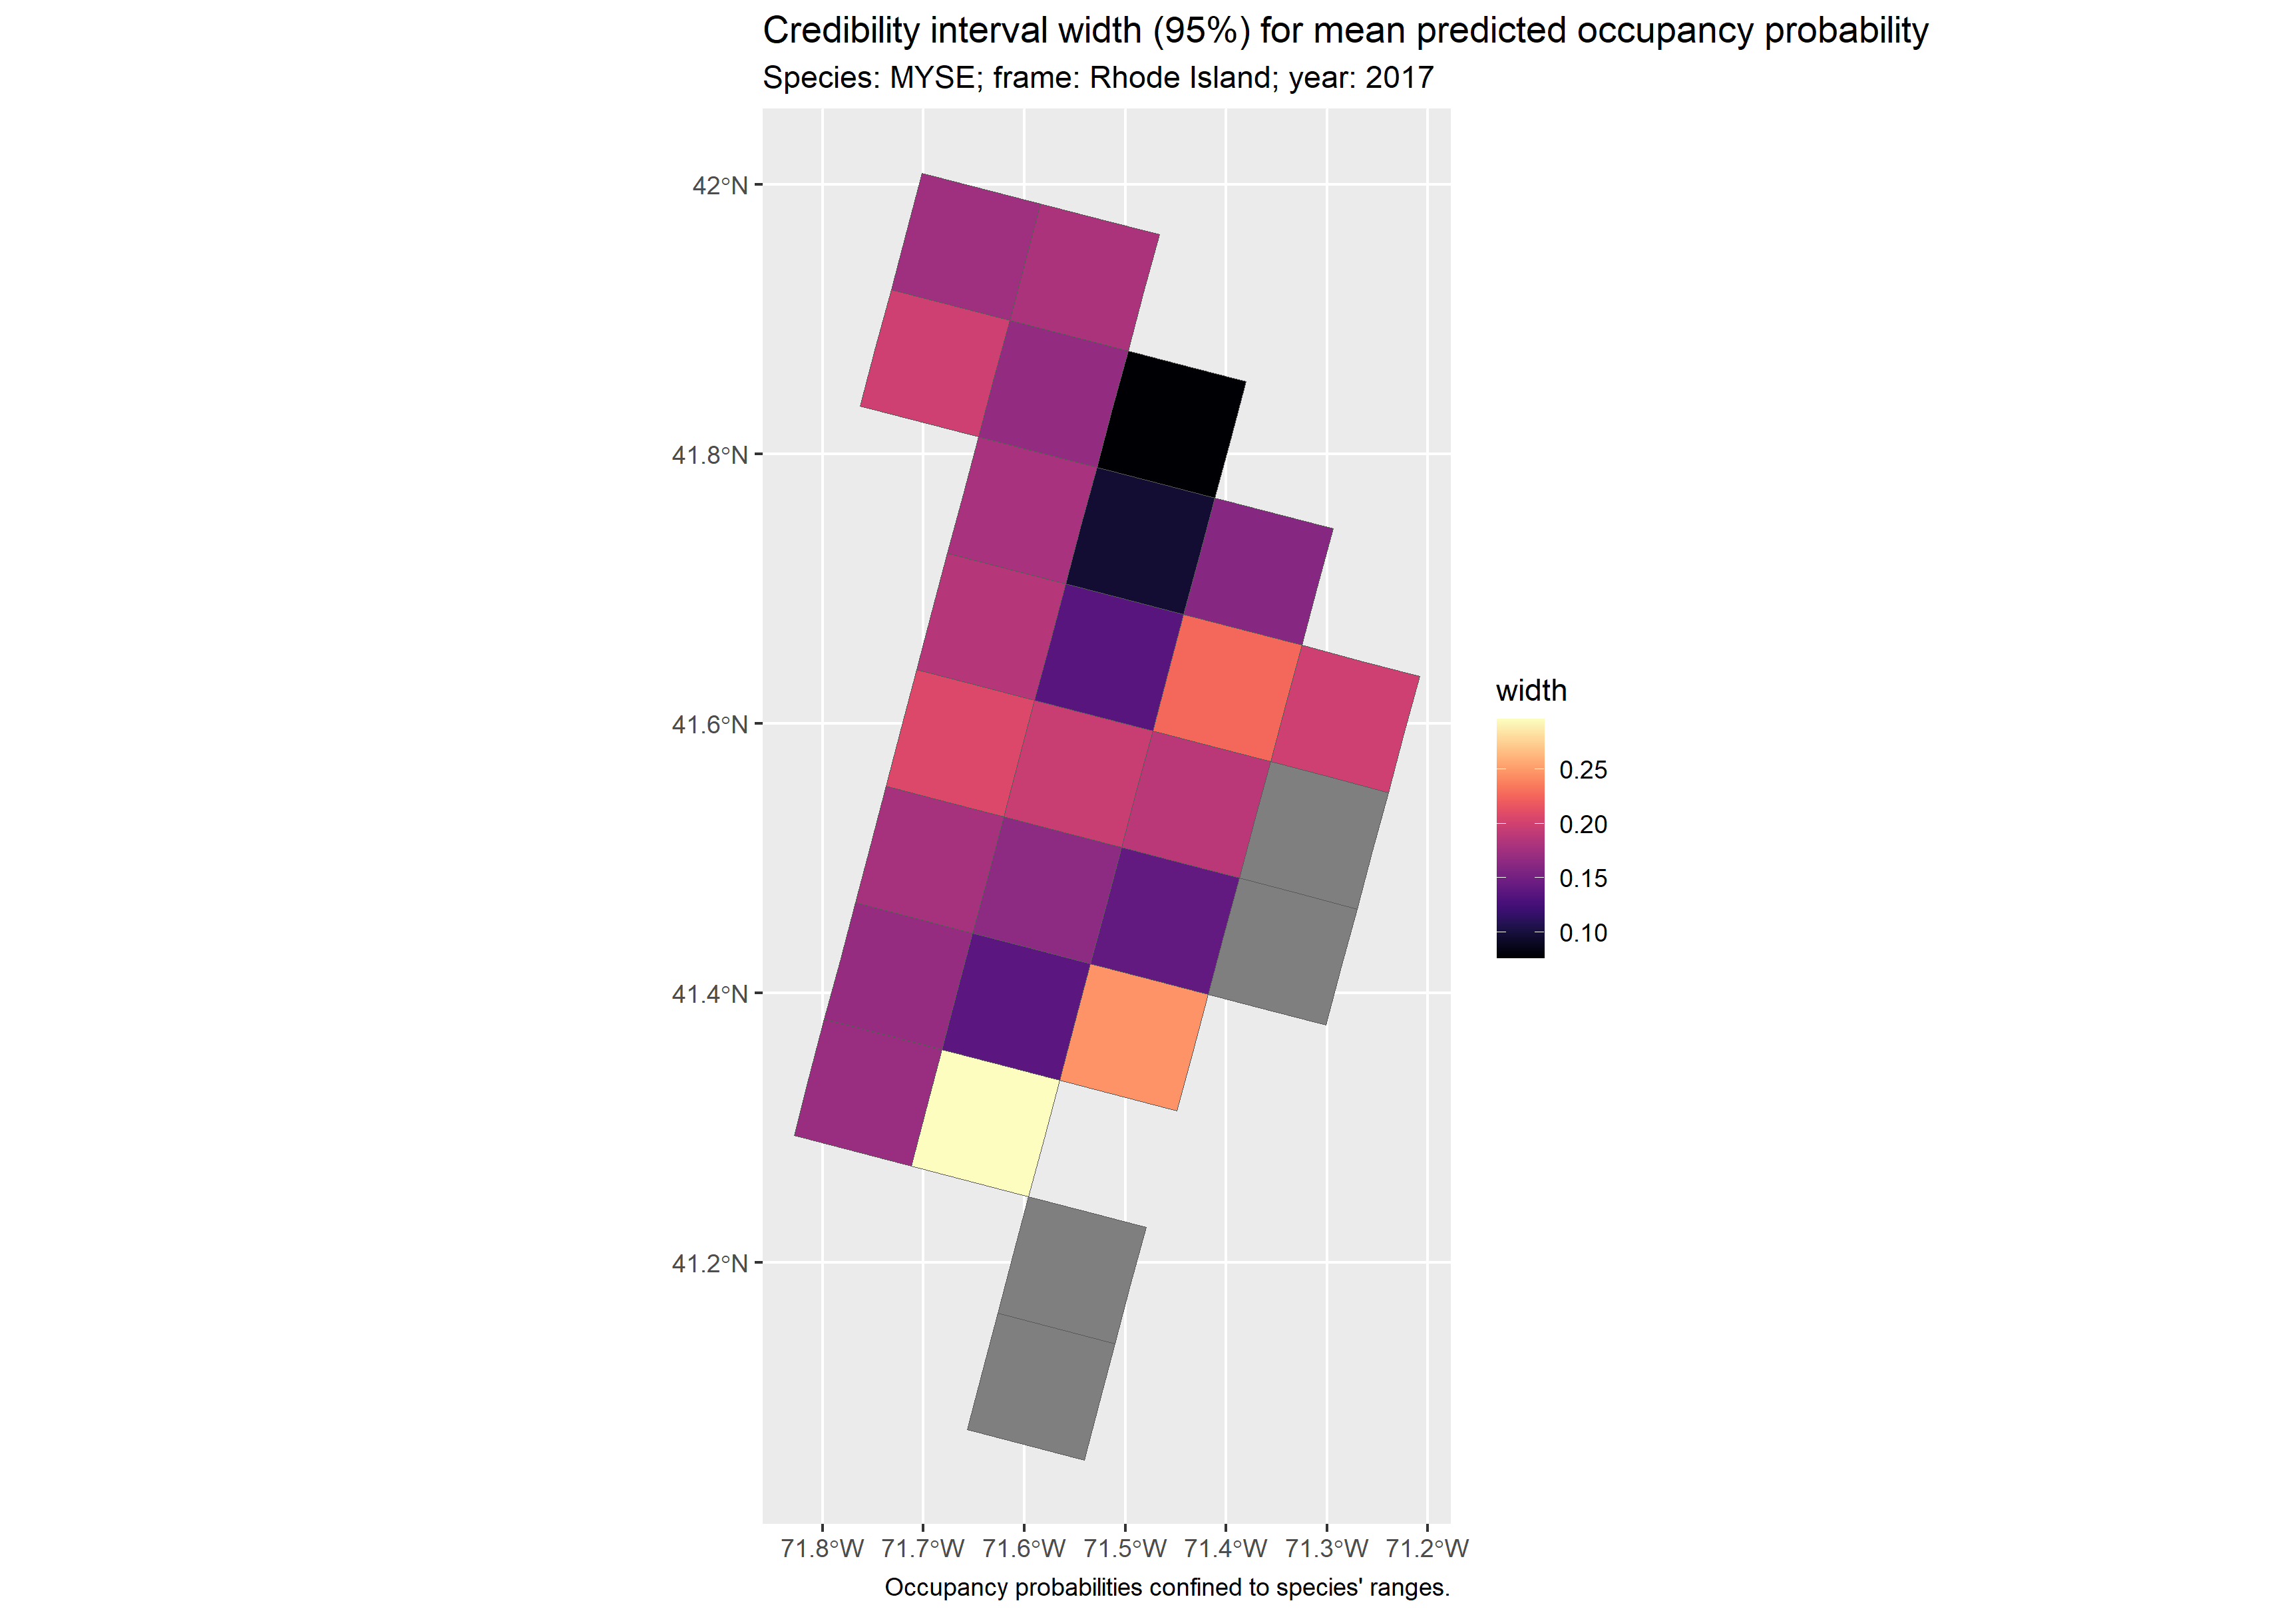 Credibility interval width (95%) for mean predicted occupancy probability
Species: MYSE; frame: Rhode Island; year: 2017
42°N
41.8°N
41.6°N
41.4°N
41.2°N
width
0.25
0.20
0.15
0.10
71.8°W 71.7°W 71.6°W 71.5°W 71.4°W 71.3°W 71.2°W
Occupancy probabilities confined to species' ranges.